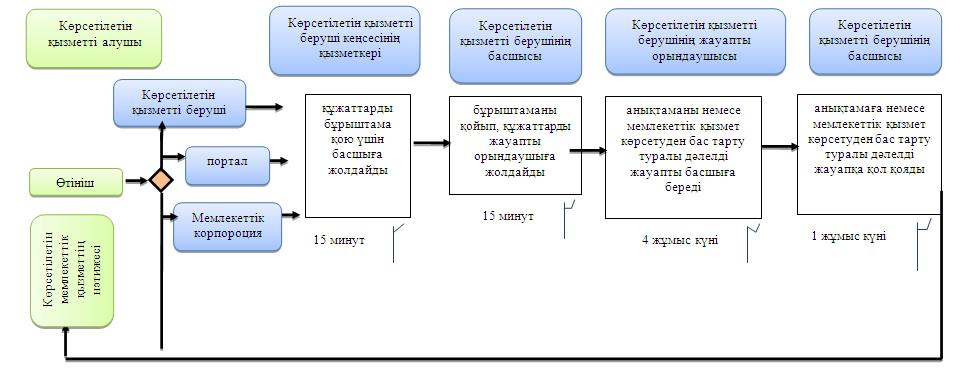 Көрсетілетін
қызметті алушы
Көрсетілетін қызметті
беруші кеңсесінің
қызметкері
Көрсетілетін
қызметті берушінің
басшысы
Көрсетілетін қызметті
берушінің жауапты
орындаушысы
Көрсетілетін
қызметті берушінің
басшысы
Көрсетілетін
қызметті беруші
портал
Өтініш
Мемлекеттік
корпороция
Көрсетілетін
мемлекеттік
қызметтің
нәтижесі
құжаттарды
бұрыштама
қою үшін
басшыға
жолдайды
15 минут
бұрыштаманы
қойып, құжаттарды
жауапты
орындаушыға
жолдайды
15 минут
анықтаманы немесе
мемлекеттік қызмет
көрсетуден бас тарту
туралы дәлелді
жауапты басшыға
береді
4 жұмыс күні
анықтамаға немесе
мемлекеттік қызмет
көрсетуден бас тарту
туралы дәлелді
жауапқа қол қояды
1 жұмыс күні